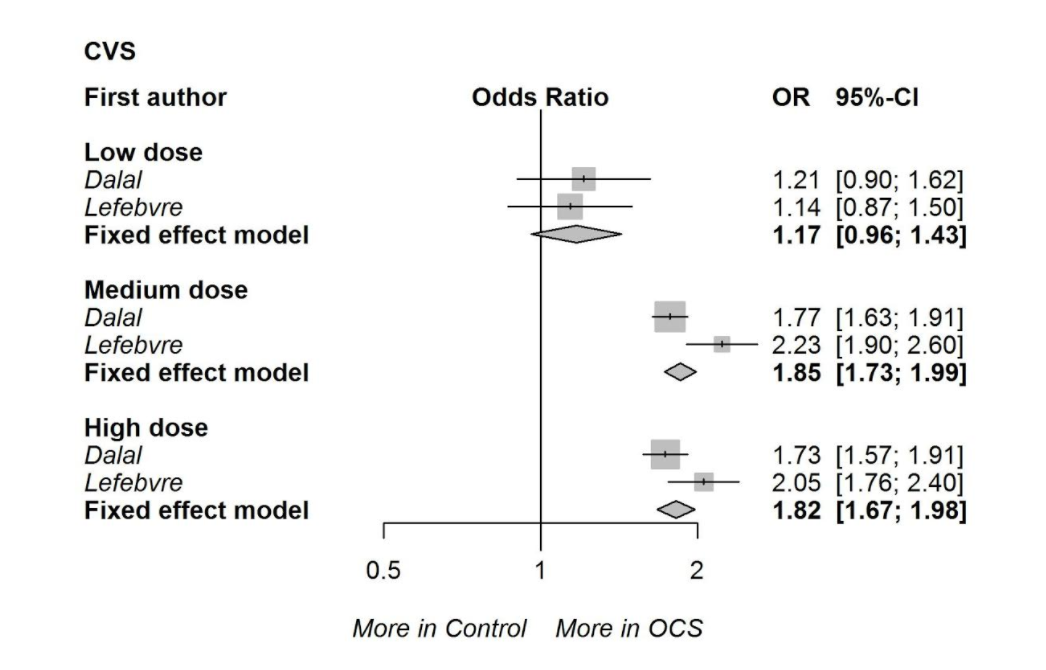 CVS
First author Odds Ratio OR 95%-CI
Low dose
Dalal 1.21 [0.90; 1.62]
Lefebvre 1.14 [0.87; 1.50]
Fixed effect model 1.17 [0.96; 1.43]
Medium dose
Dalal 1.77 [1.63; 1.91]
Lefebvre 2.23 [1.90; 2.60]
Fixed effect model 1.85 [1.73; 1.99]
High dose
Dalal 1.73 [1.57; 1.91]
Lefebvre 2.05 [1.76; 2.40]
Fixed effect model 1.82 [1.67; 1.98]
0.5 1 2
More in Control More in OCS